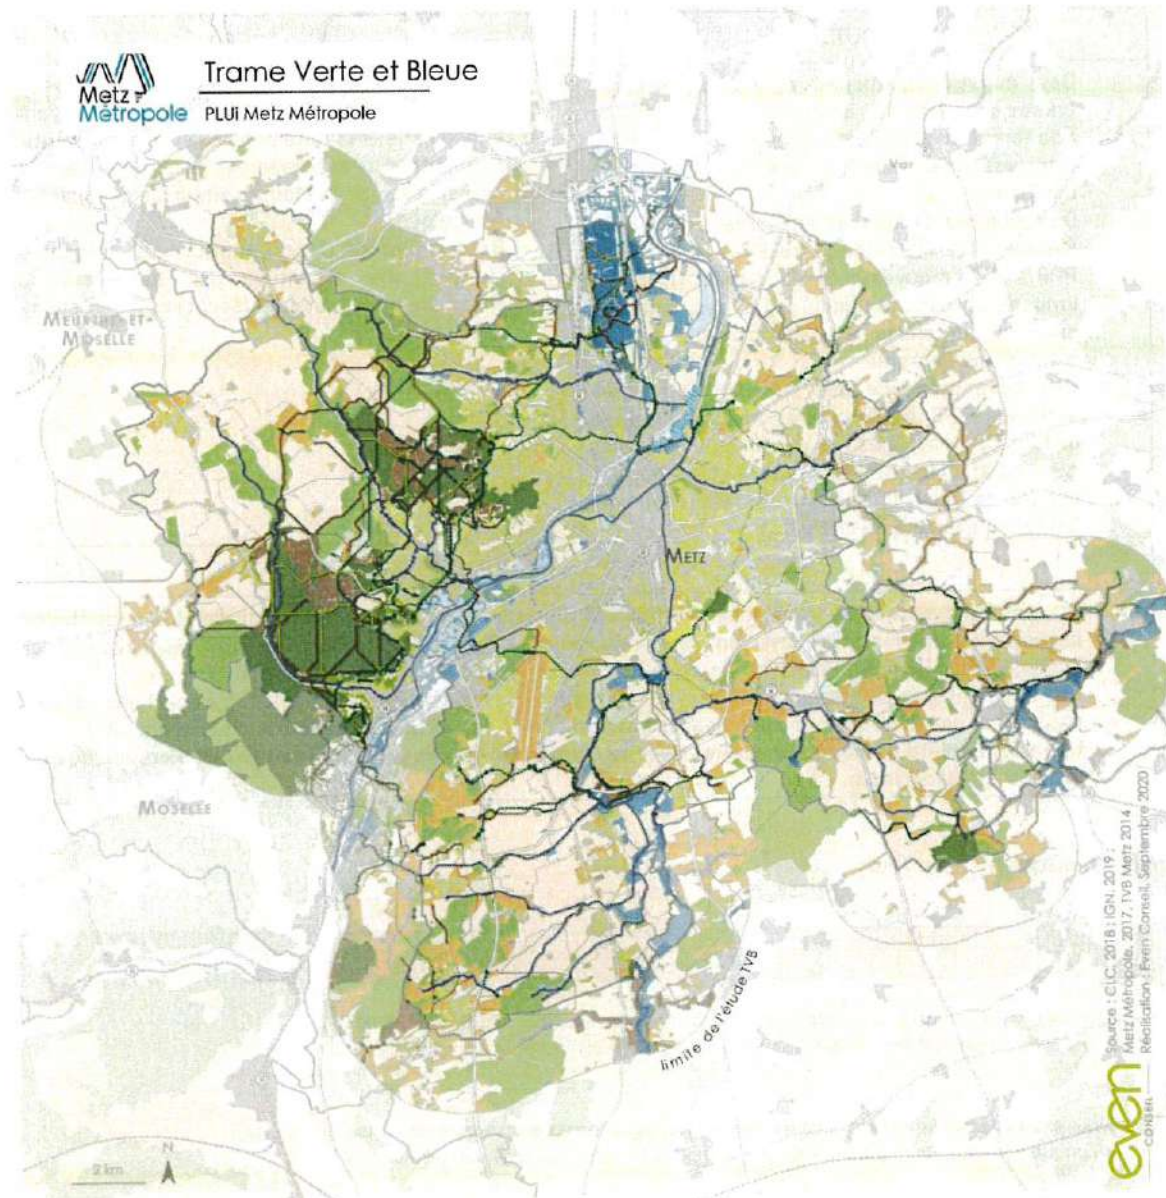 Metz
Métropole
Trame Verte et Bleue
PLUi Metz Métropole
MEURTHE-ET-
MOSELLE
METZ
MOSELLE
limite de l'étude TVB
Source : CLC, 2018 ; IGN, 2019 ;
Metz Métropole, 2017, TVB Metz 2014
Réalisation : Even Conseil, Septembre 2020
even
CONSEIL
N
2 km